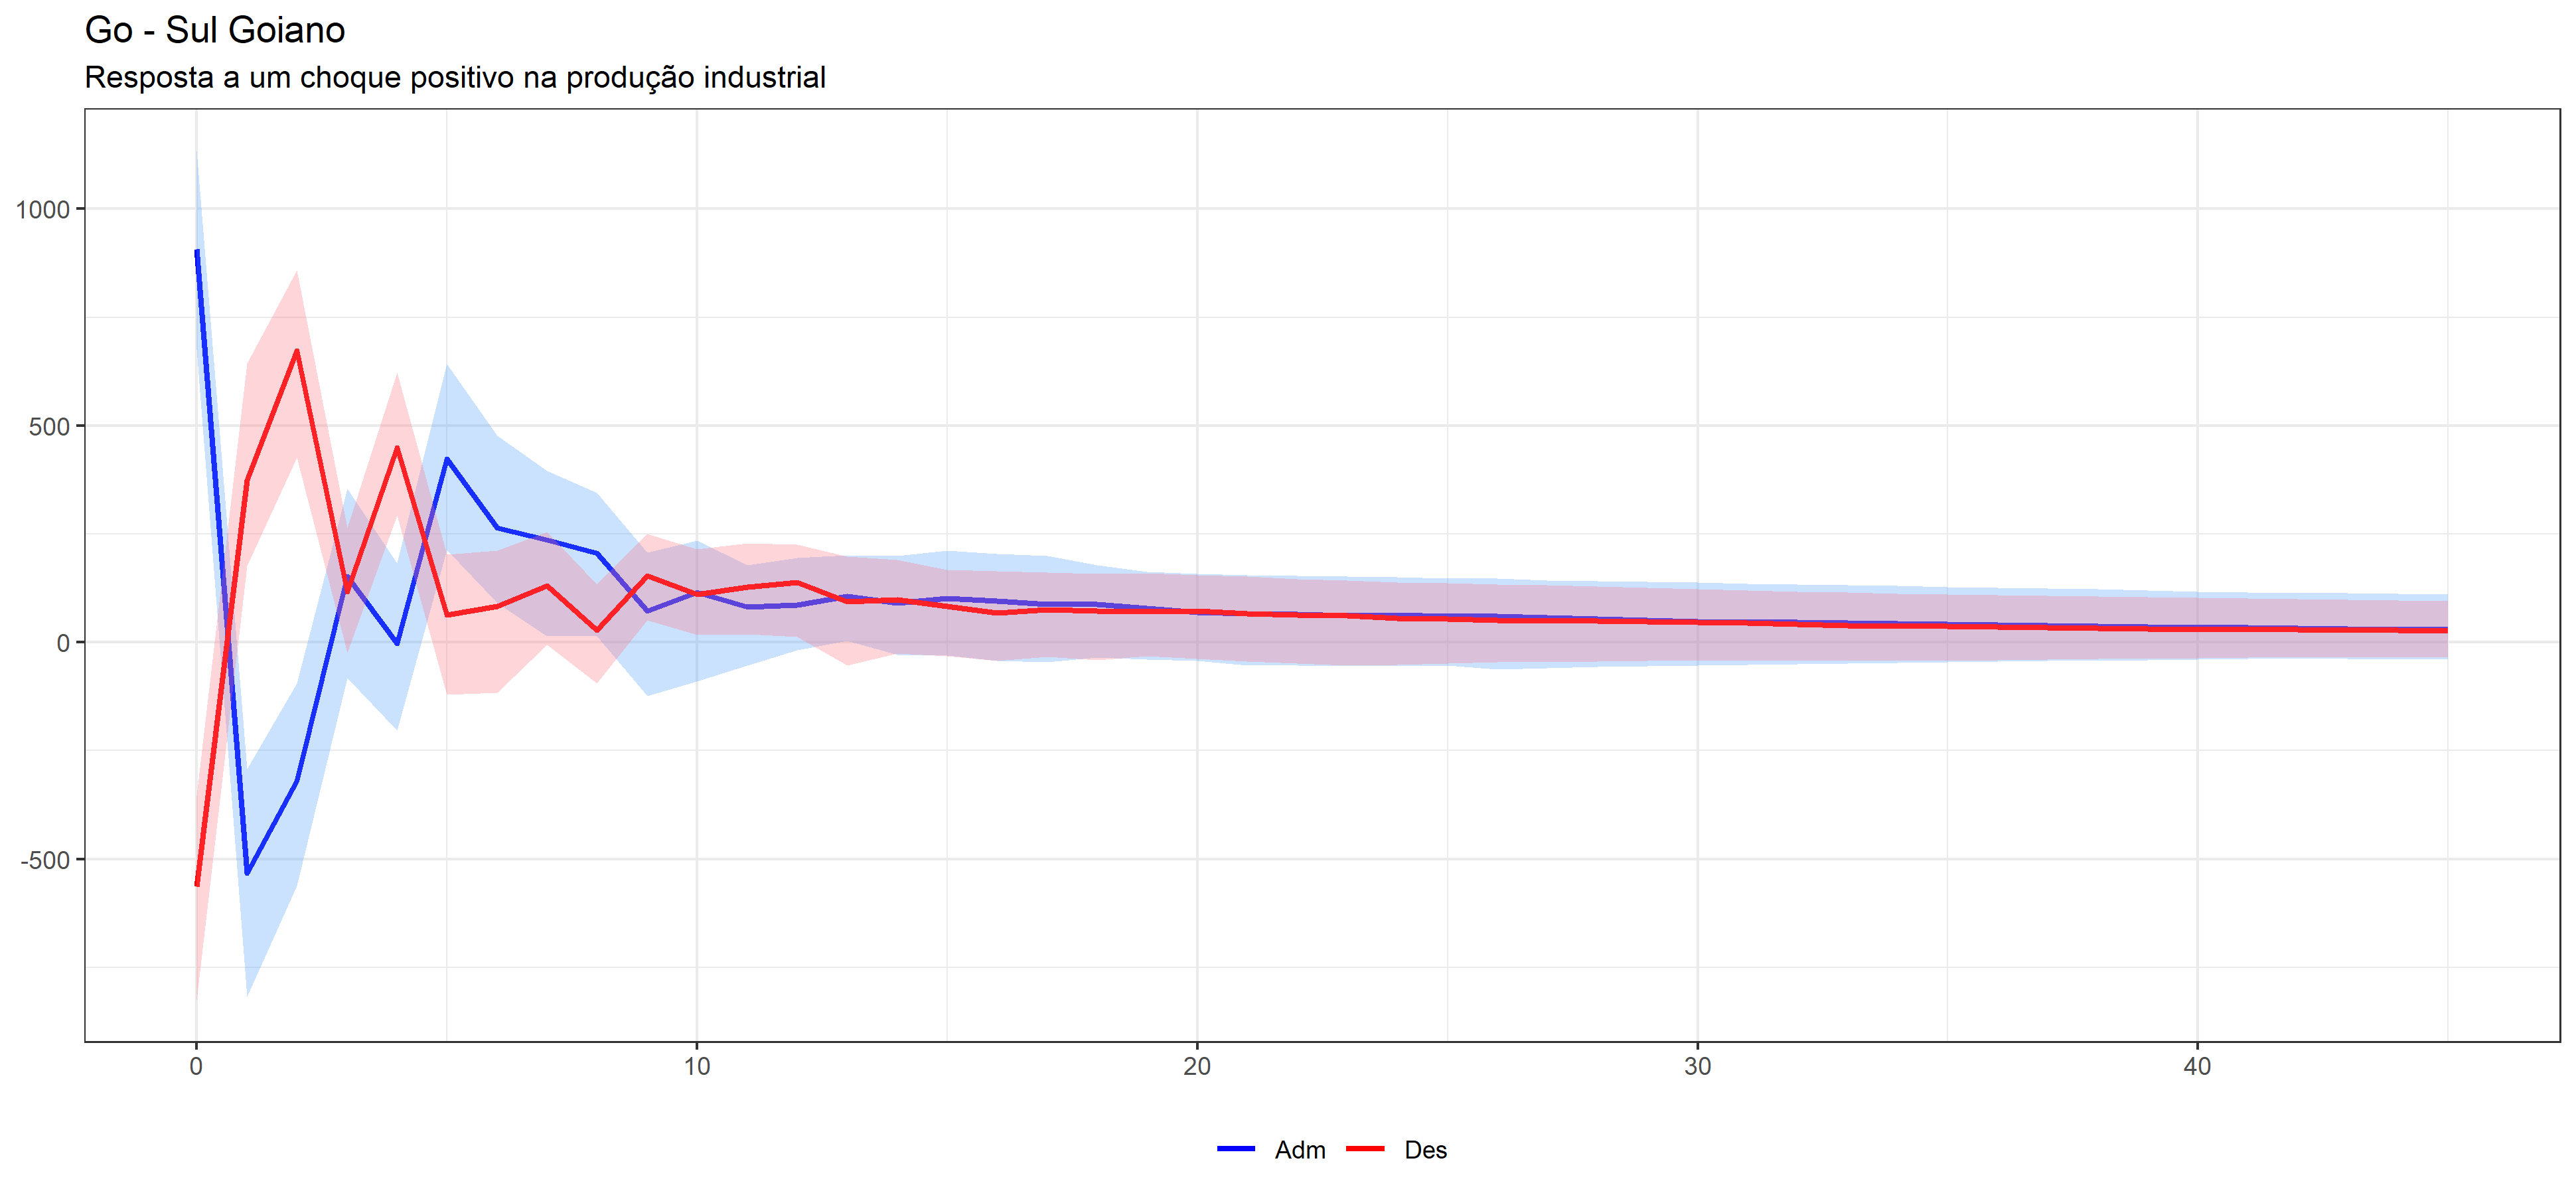 Go - Sul Goiano
Resposta a um choque positivo na produção industrial
1000
500
0
-500
0 10 20 30 40
Adm Des